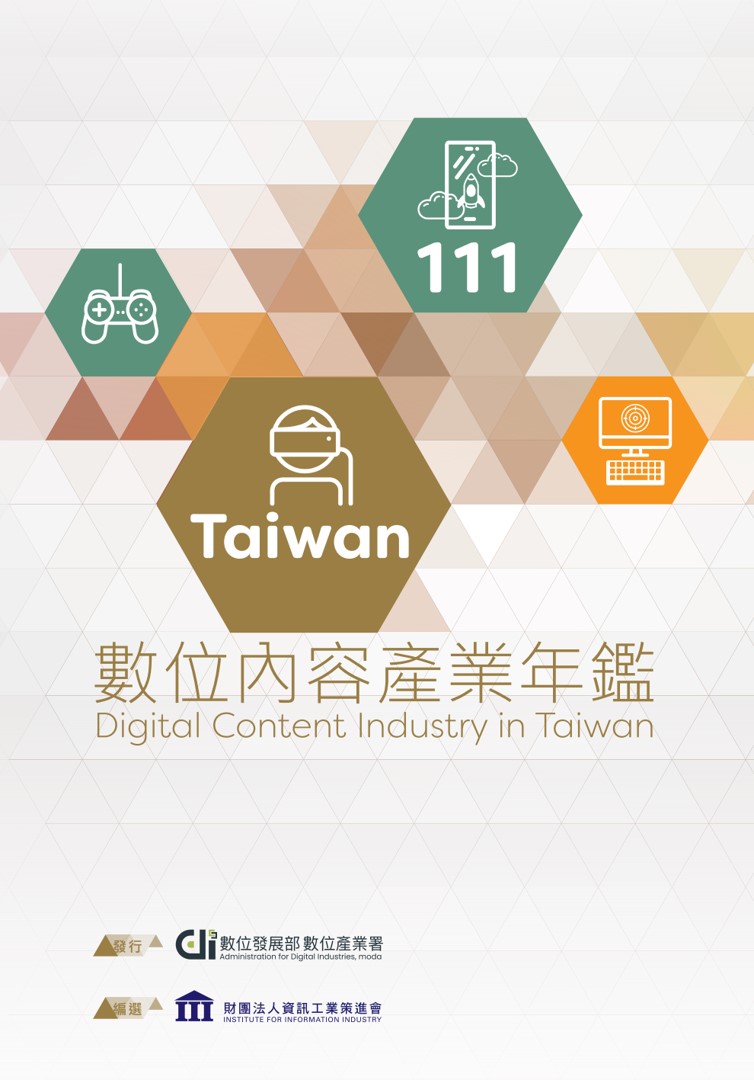 111
Taiwan
數位內容產業年鑑
Digital Content Industry in Taiwan
發行
di 數位發展部 數位產業署
Administration for Digital Industries, moda
編選
財團法人資訊工業策進會
INSTITUTE FOR INFORMATION INDUSTRY